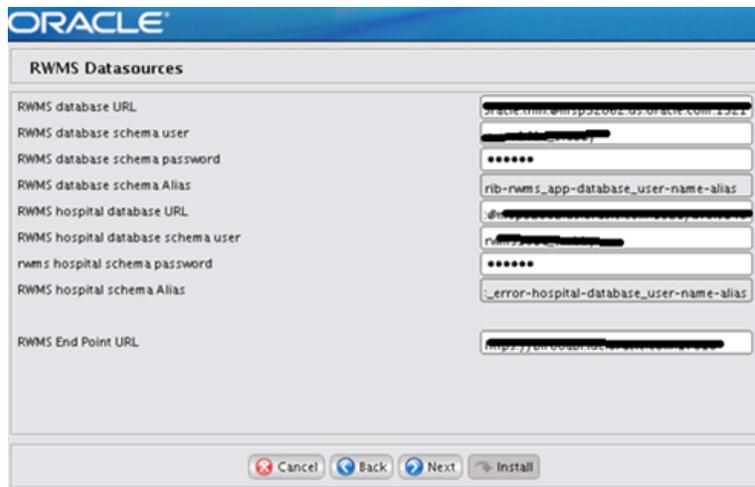 ORACLE
RWMS Datasources
RWMS database URL
RWMS database schema user
RWMS database schema password ••••••
RWMS database schema Alias rib-rwms_app-database_user-name-alias
RWMS hospital database URL
RWMS hospital database schema user
rwms hospital schema password ••••••
RWMS hospital schema Alias :_error-hospital-database_user-name-alias
RWMS End Point URL
Cancel Back Next Install